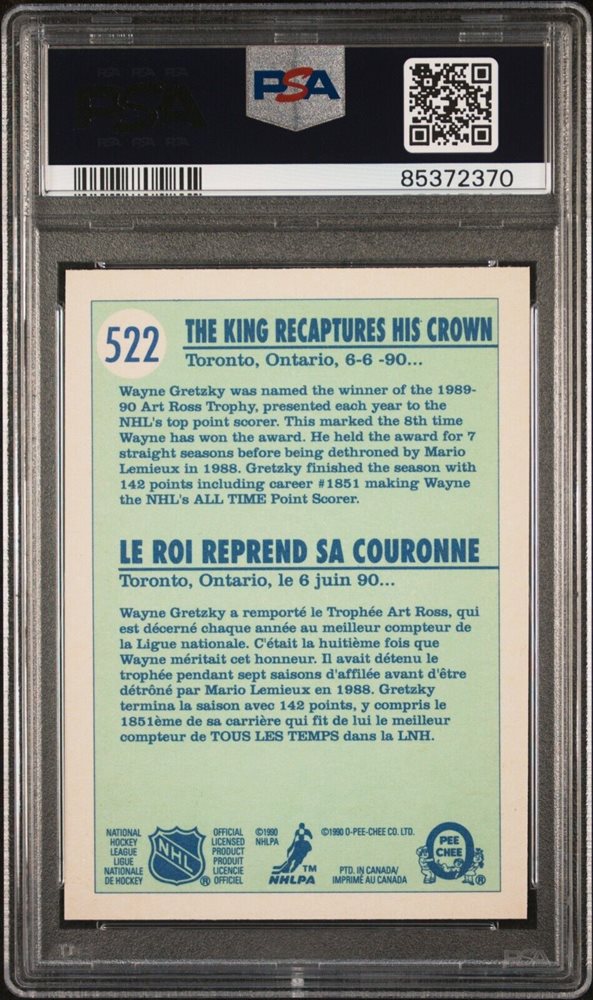 PSA
PSA
85372370
522
THE KING RECAPTURES HIS CROWN
Toronto, Ontario, 6-6 -90...
Wayne Gretzky was named the winner of the 1989-
90 Art Ross Trophy, presented each year to the
NHL's top point scorer. This marked the 8th time
Wayne has won the award. He held the award for 7
straight seasons before being dethroned by Mario
Lemieux in 1988. Gretzky finished the season with
142 points including career #1851 making Wayne
the NHL's ALL TIME Point Scorer.
LE ROI REPREND SA COURONNE
Toronto, Ontario, le 6 juin 90...
Wayne Gretzky a remporté le Trophée Art Ross, qui
est décerné chaque année au meilleur compteur de
la Ligue nationale. C'était la huitième fois que
Wayne méritait cet honneur. Il avait détenu le
trophée pendant sept saisons d'affilée avant d'être
détrôné par Mario Lemieux en 1988. Gretzky
termina la saison avec 142 points, y compris le
1851ème de sa carrière qui fit de lui le meilleur
compteur de TOUS LES TEMPS dans la LNH.
NATIONAL
HOCKEY
LEAGUE
LIGUE
NATIONALE
DE HOCKEY
NHL
®
OFFICIAL
LICENSED
PRODUCT
PRODUIT
LICENCIE
OFFICIEL
©1990
NHLPA
TM
NHLPA
©1990 O-PEE-CHEE CO. LTD.
PTD. IN CANADA/
IMPRIMÉ AU CANADA
PEE
CHEE
®
PSA